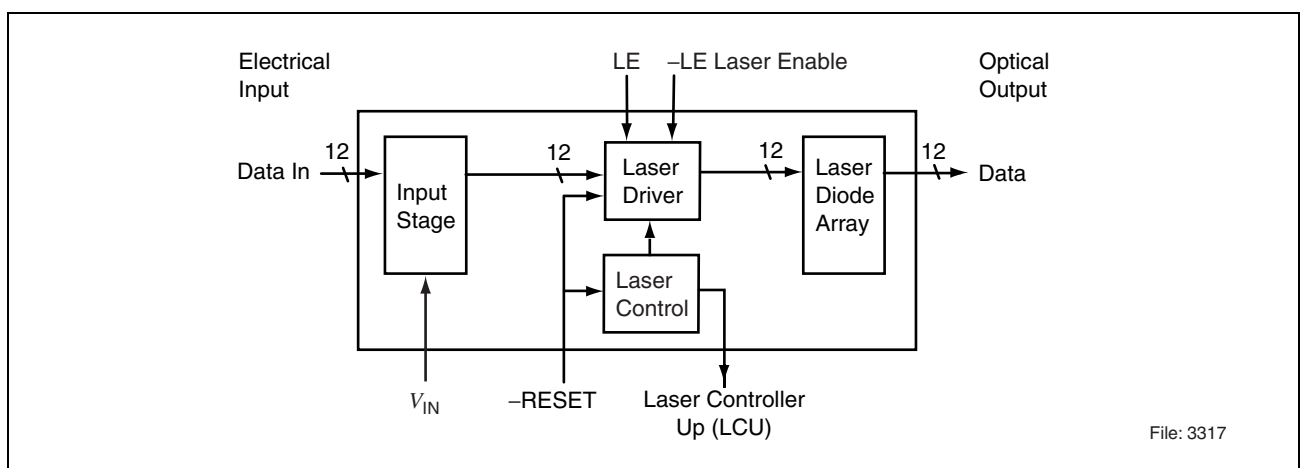 Electrical
Input
LE
–LE Laser Enable
Optical
Output
Data In
12
Input
Stage
12
Laser
Driver
12
Laser
Diode
Array
12
Data
Laser
Control
VIN
–RESET
Laser Controller
Up (LCU)
File: 3317